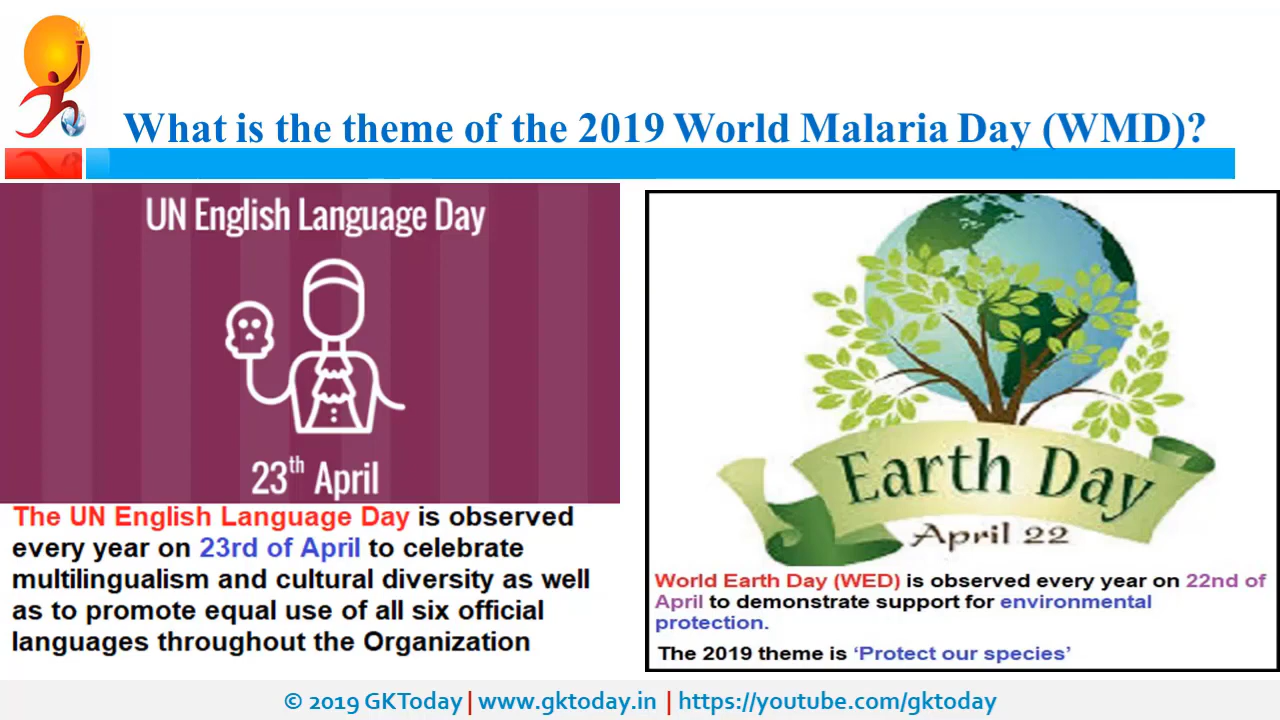 What is the theme of the 2019 World Malaria Day (WMD)?
UN English Language Day
23th April
The UN English Language Day is observed
every year on 23rd of April to celebrate
multilingualism and cultural diversity as well
as to promote equal use of all six official
languages throughout the Organization
Earth Day
April 22
World Earth Day (WED) is observed every year on 22nd of
April to demonstrate support for environmental
protection.
The 2019 theme is ‘Protect our species’
© 2019 GKToday | www.gktoday.in | https://youtube.com/gktoday